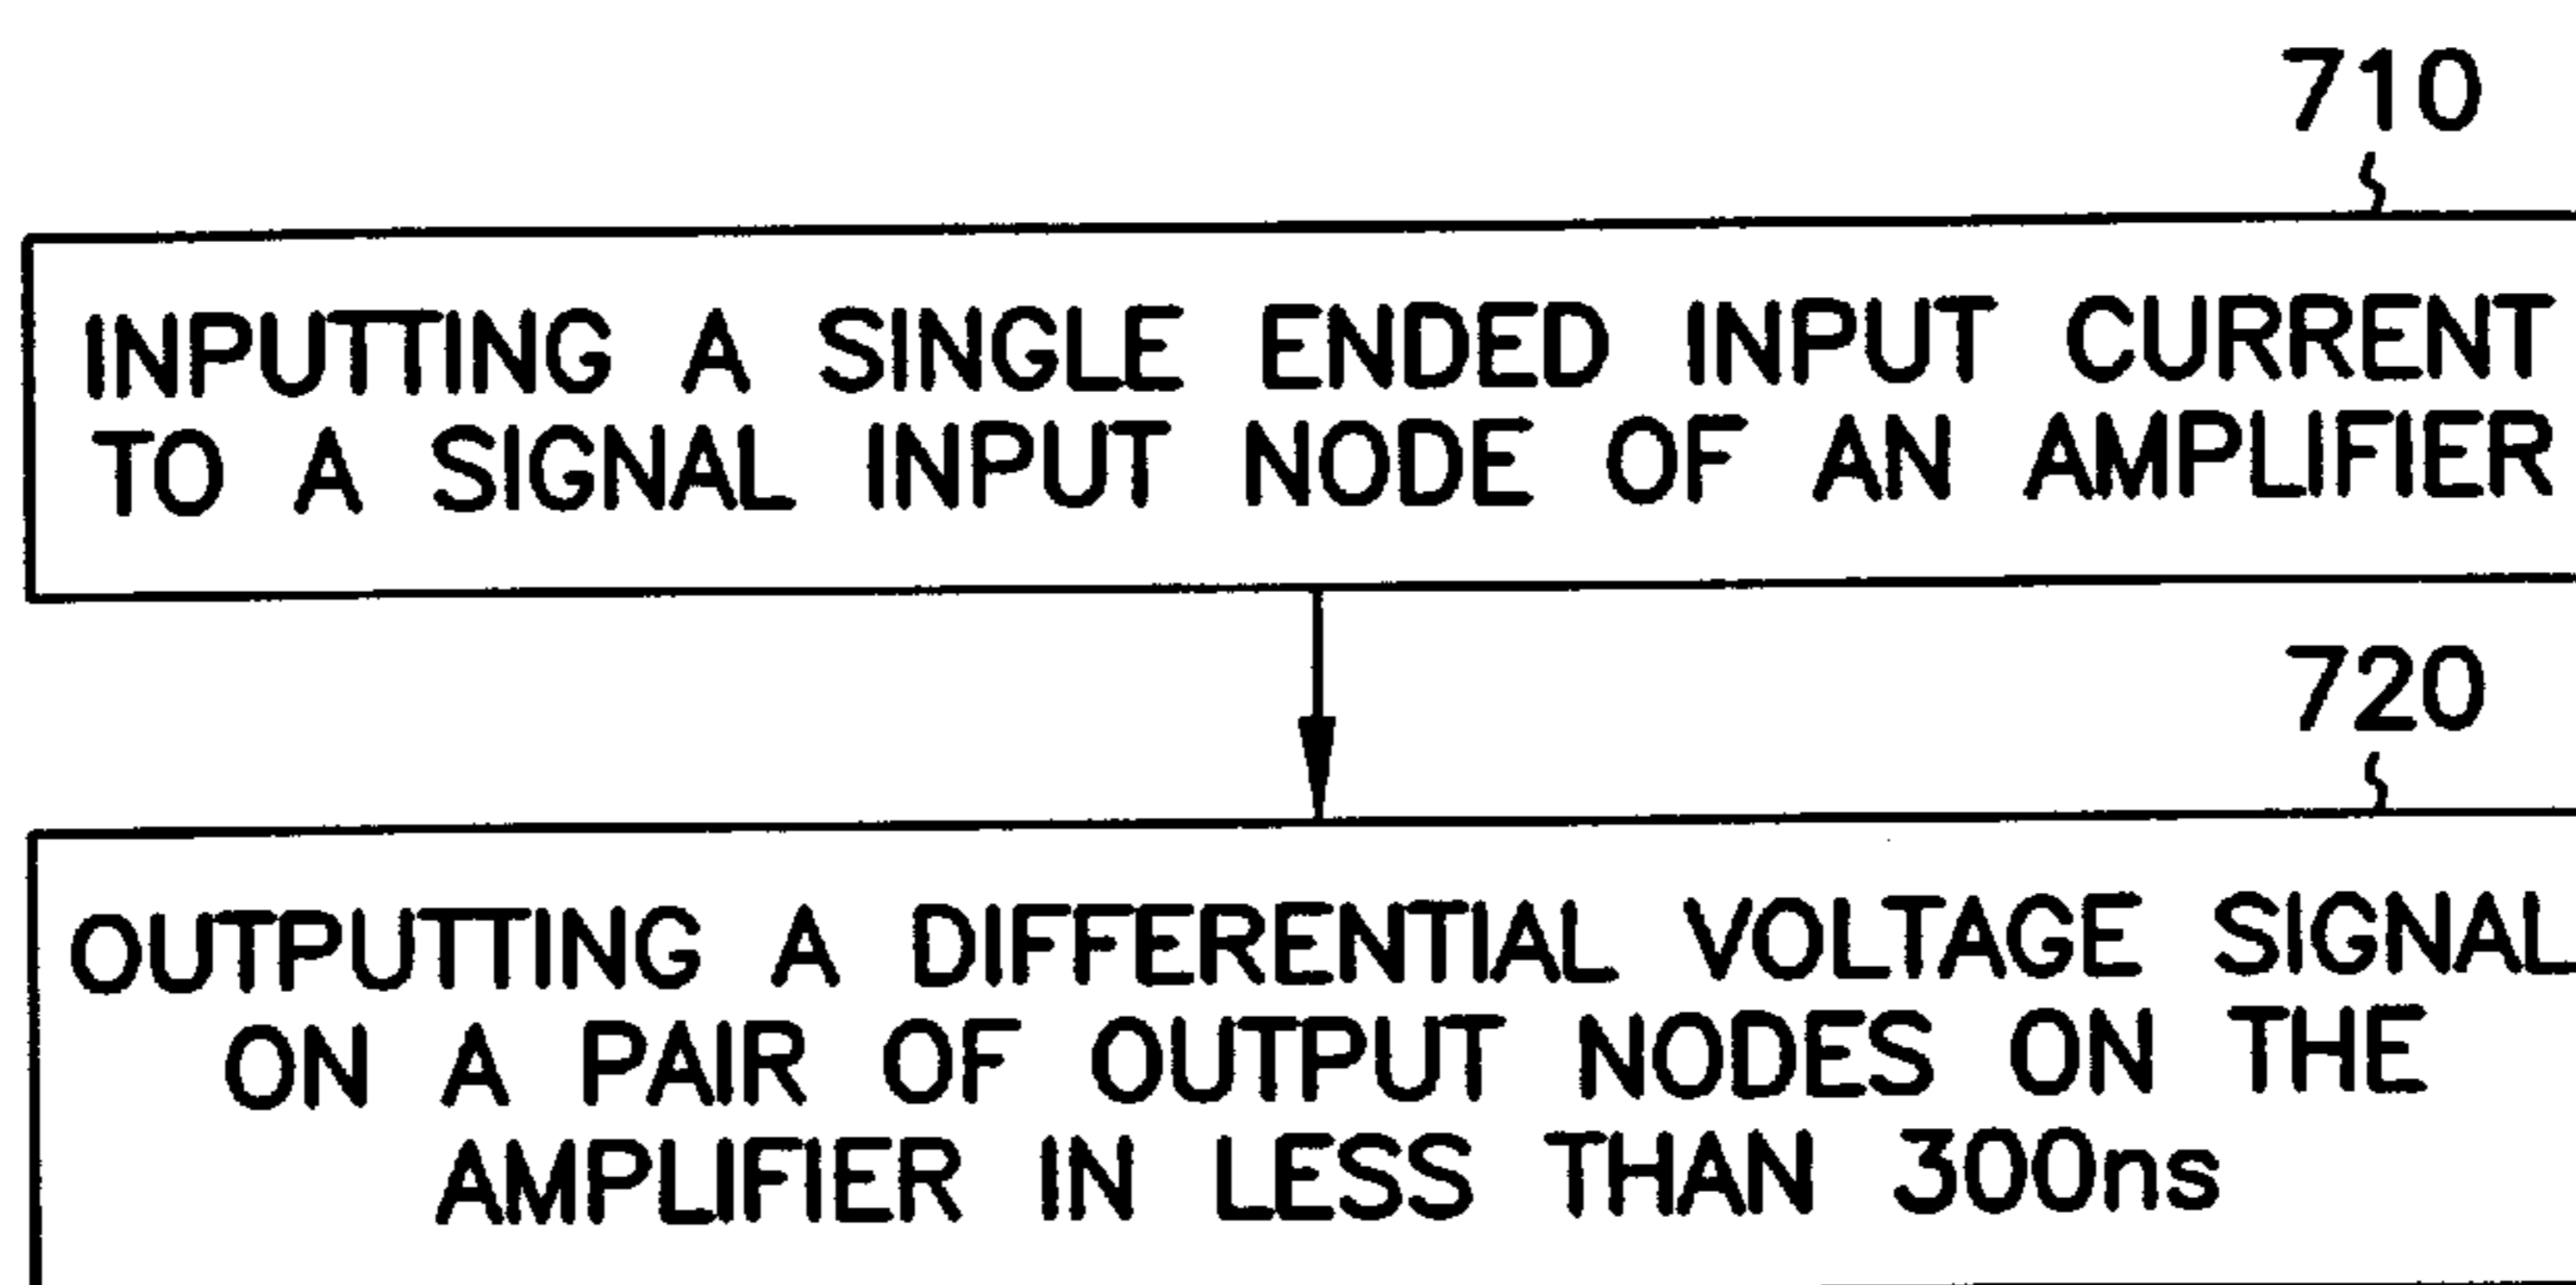 710
INPUTTING A SINGLE ENDED INPUT CURRENT
TO A SIGNAL INPUT NODE OF AN AMPLIFIER
720
OUTPUTTING A DIFFERENTIAL VOLTAGE SIGNAL
ON A PAIR OF OUTPUT NODES ON THE
AMPLIFIER IN LESS THAN 300ns